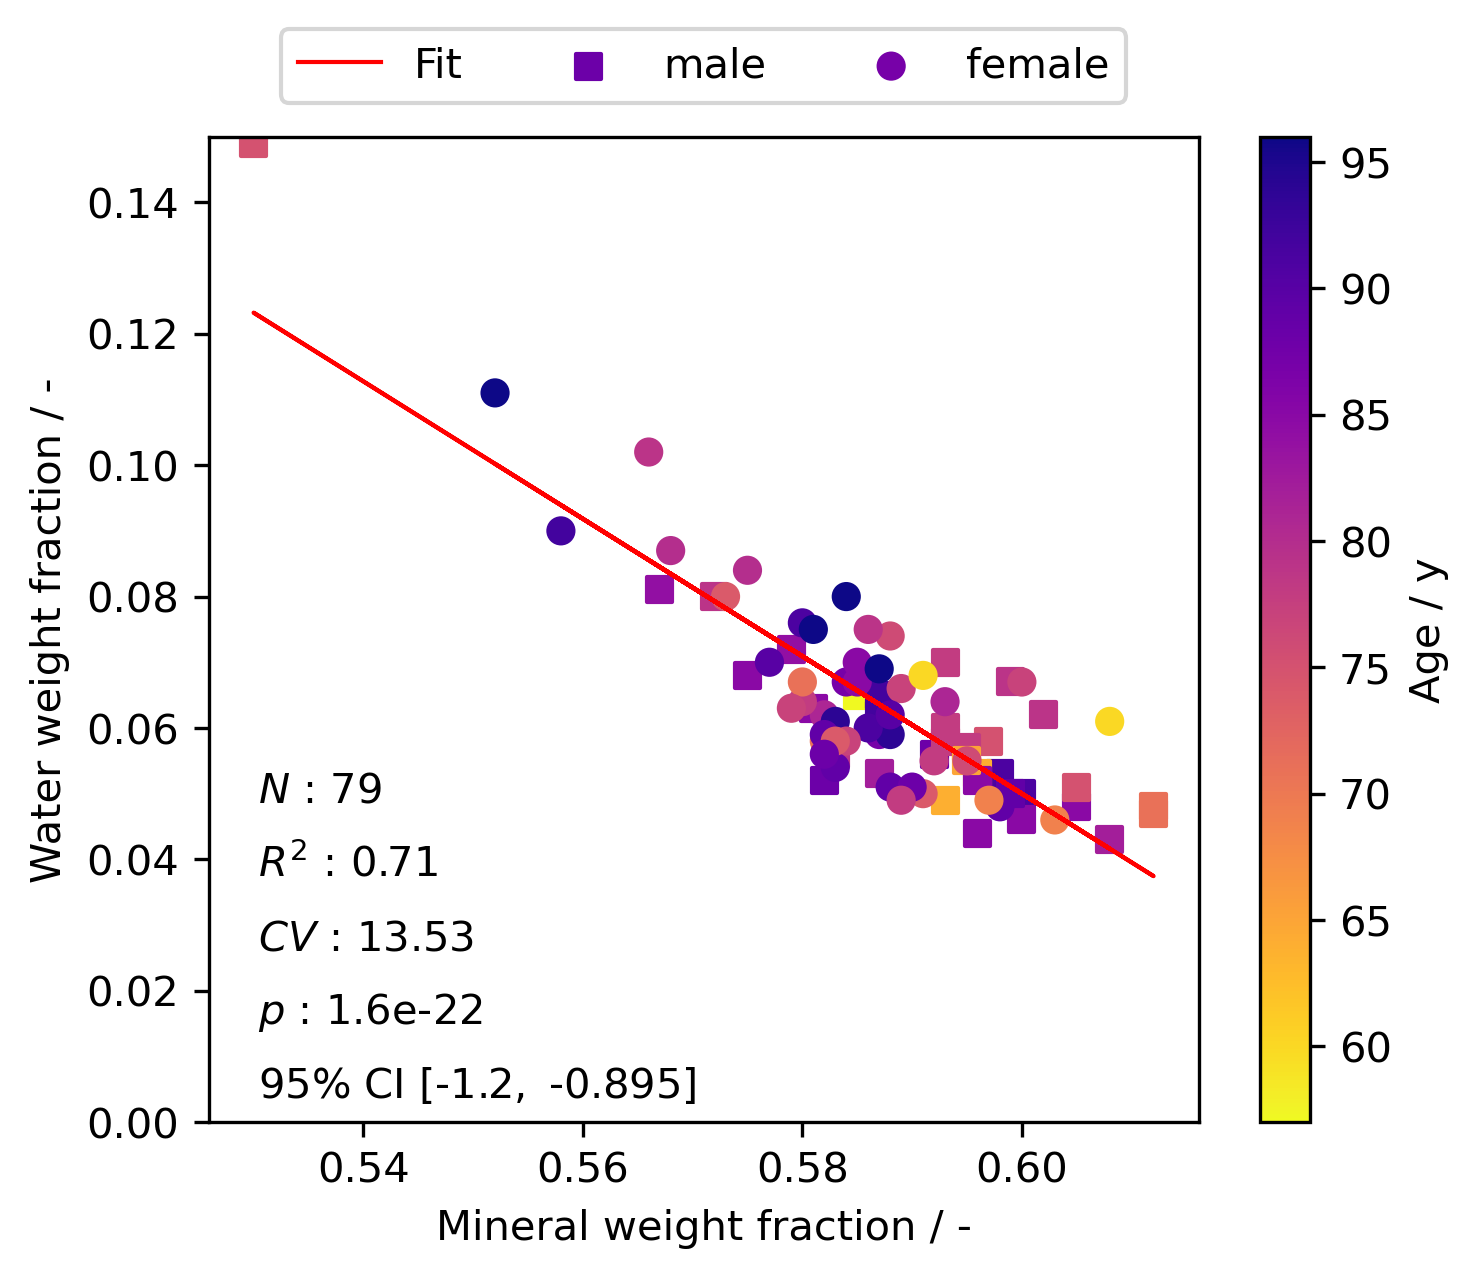 Fit male female
0.14
0.12
0.10
0.08
0.06
0.04
0.02
0.00
Water weight fraction / -
N : 79
R² : 0.71
CV : 13.53
p : 1.6e-22
95% CI [-1.2, -0.895]
0.54 0.56 0.58 0.60
Mineral weight fraction / -
95
90
85
80
75
70
65
60
Age / y